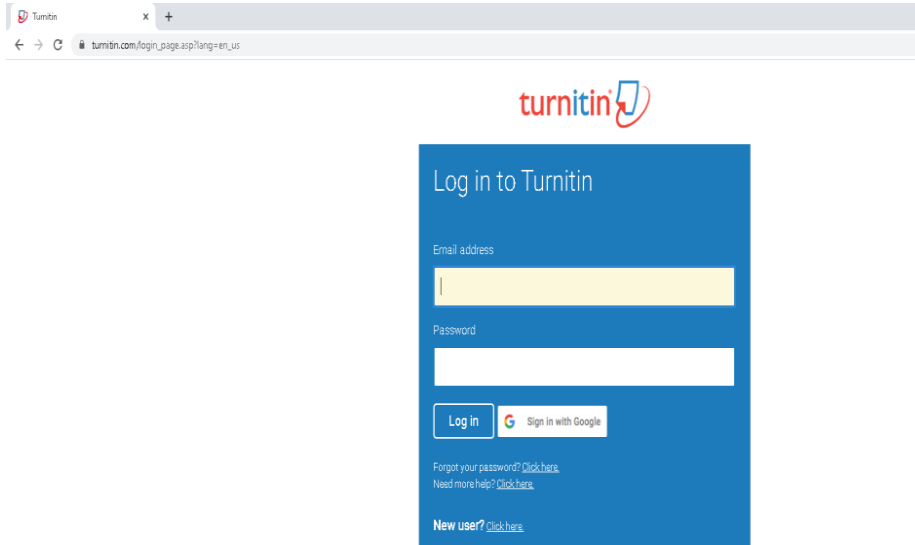 Turnitin
turnitin.com/login_page.asp?lang=en_us
turnitin
Log in to Turnitin
Email address
Password
Log in
Sign in with Google
Forgot your password? Click here.
Need more help? Click here.
New user? Click here.